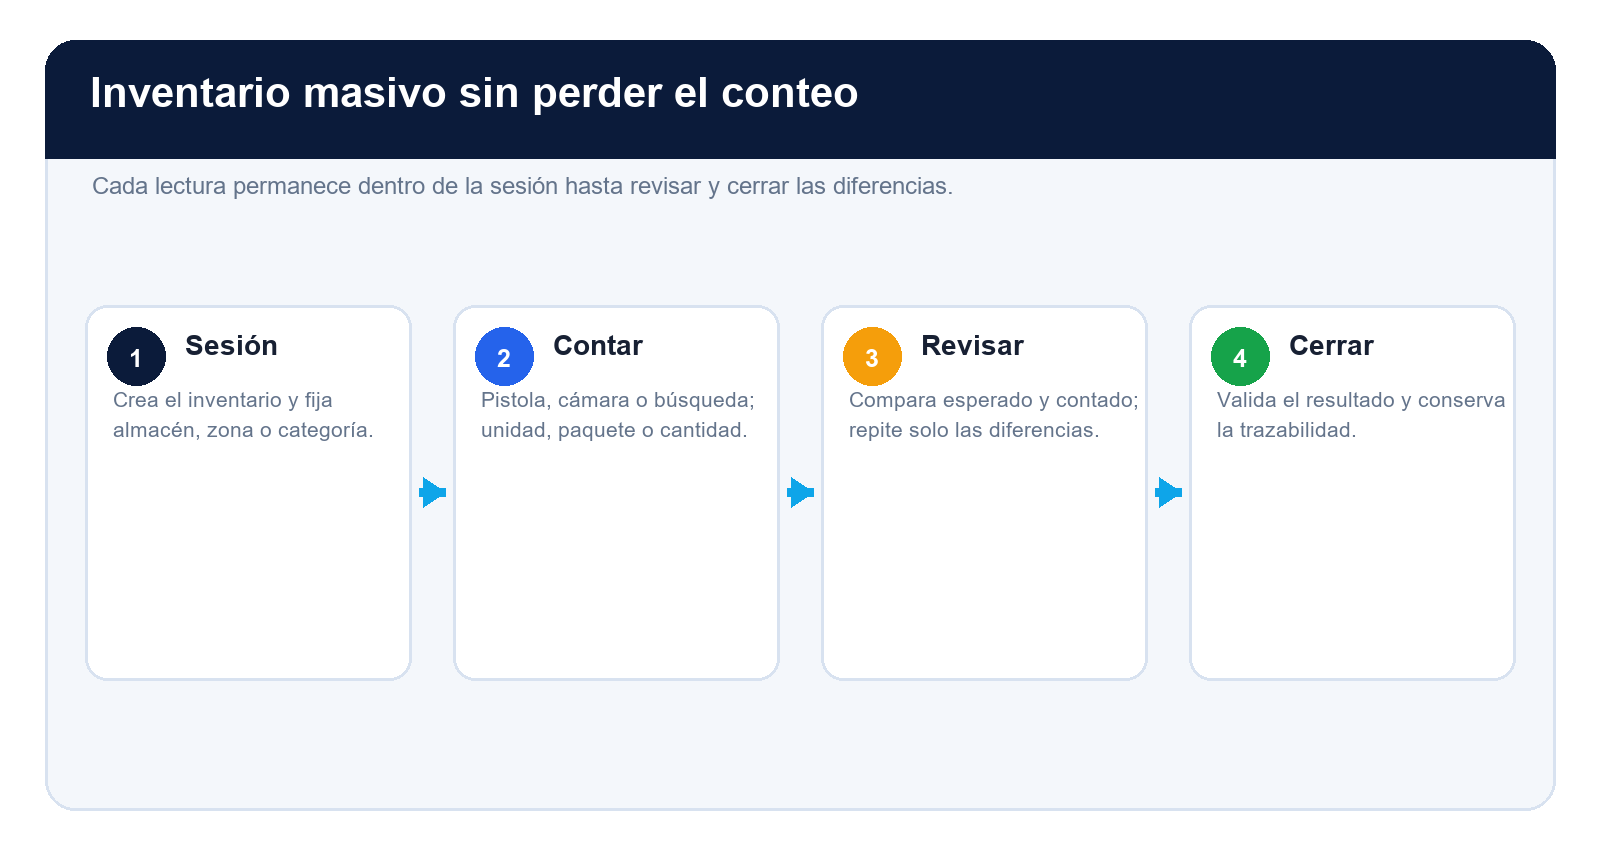 Inventario masivo sin perder el conteo
Cada lectura permanece dentro de la sesión hasta revisar y cerrar las diferencias.
1
Sesión
Crea el inventario y fija
almacén, zona o categoría.
2
Contar
Pistola, cámara o búsqueda;
unidad, paquete o cantidad.
3
Revisar
Compara esperado y contado;
repite solo las diferencias.
4
Cerrar
Valida el resultado y conserva
la trazabilidad.